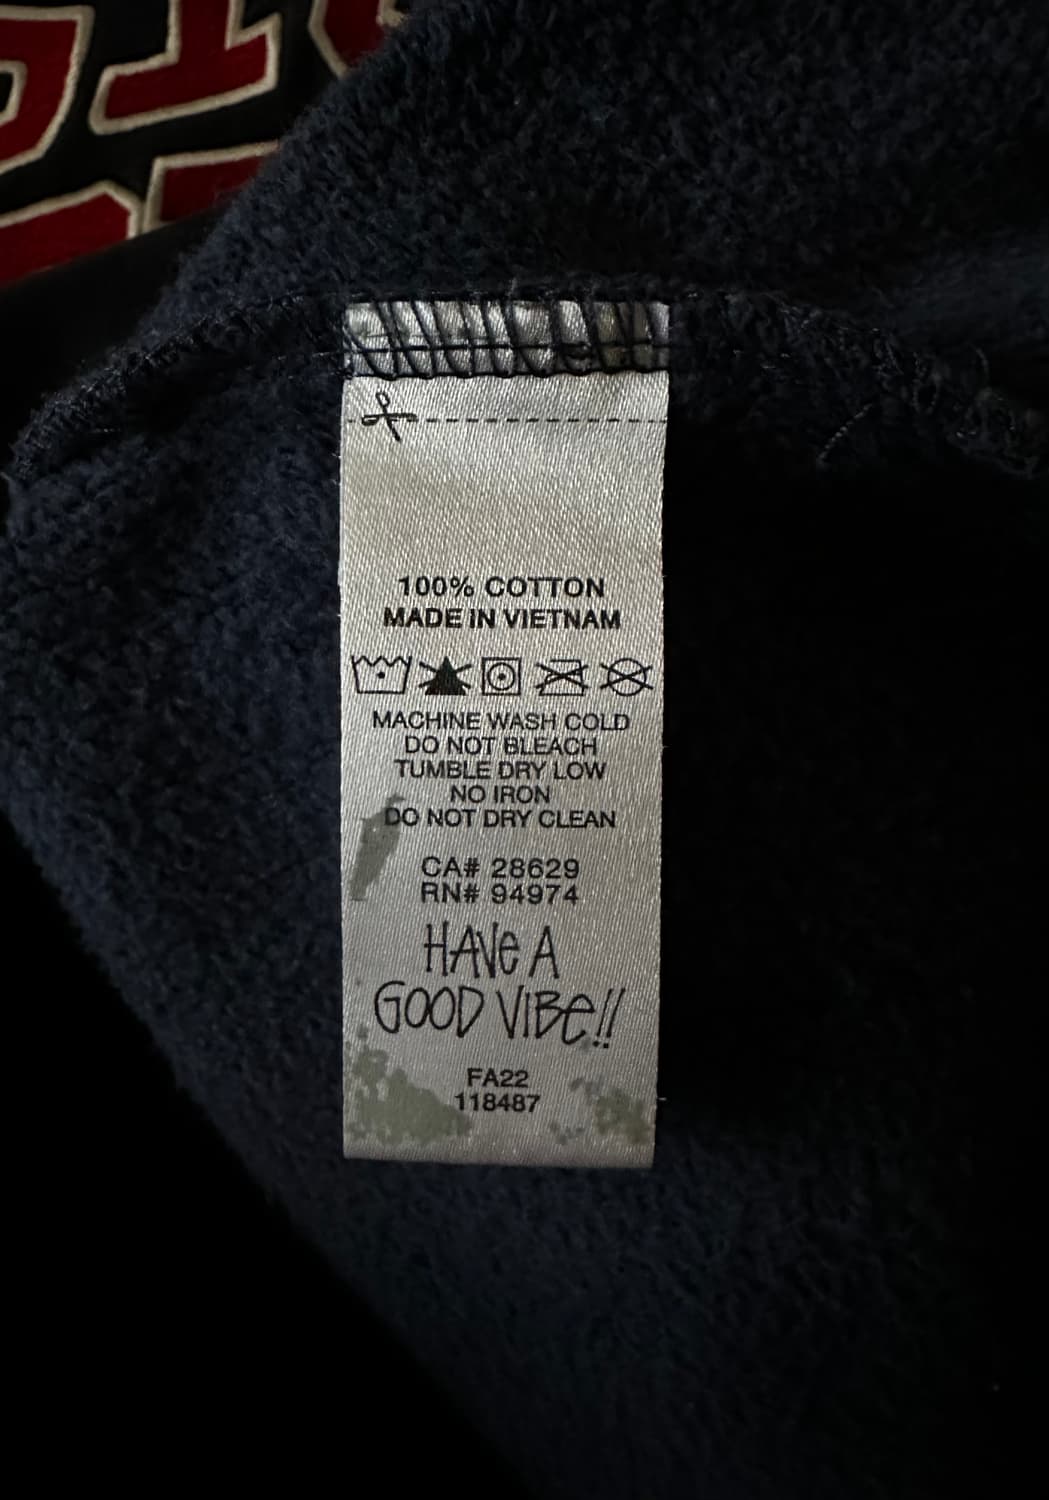 100% COTTON
MADE IN VIETNAM
MACHINE WASH COLD
DO NOT BLEACH
TUMBLE DRY LOW
NO IRON
DO NOT DRY CLEAN
CA# 28629
RN# 94974
HAVE A
GOOD VIBE!!
FA22
118487